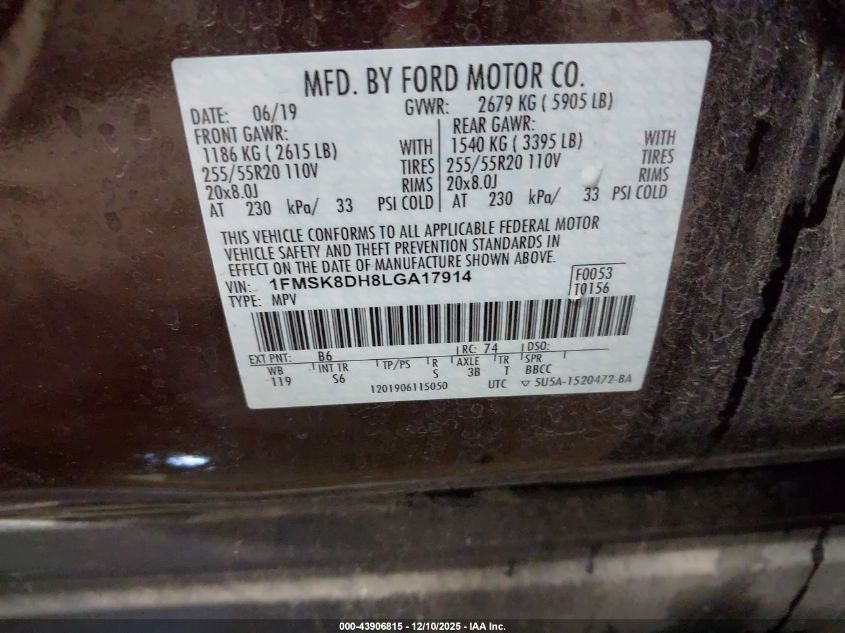 MFD. BY FORD MOTOR CO.
DATE: 06/19 GVWR: 2679 KG ( 5905 LB)
FRONT GAWR: REAR GAWR:
1186 KG ( 2615 LB) WITH 1540 KG ( 3395 LB) WITH
255/55R20 110V TIRES 255/55R20 110V TIRES
20x8.0J RIMS 20x8.0J RIMS
AT 230 kPa/ 33 PSI COLD AT 230 kPa/ 33 PSI COLD
THIS VEHICLE CONFORMS TO ALL APPLICABLE FEDERAL MOTOR
VEHICLE SAFETY AND THEFT PREVENTION STANDARDS IN
EFFECT ON THE DATE OF MANUFACTURE SHOWN ABOVE.
VIN: 1FMSK8DH8LGA17914 F0053
TYPE: MPV T0156
EXT PNT: B6 RC: 74 DSO:
WB INT TR TP/PS R AXLE TR SPR
119 S6 S 3B T BBCC
1201906115050 UTC ▽ 5U5A-1520472-BA
000-43906815 - 12/10/2025 - IAA Inc.